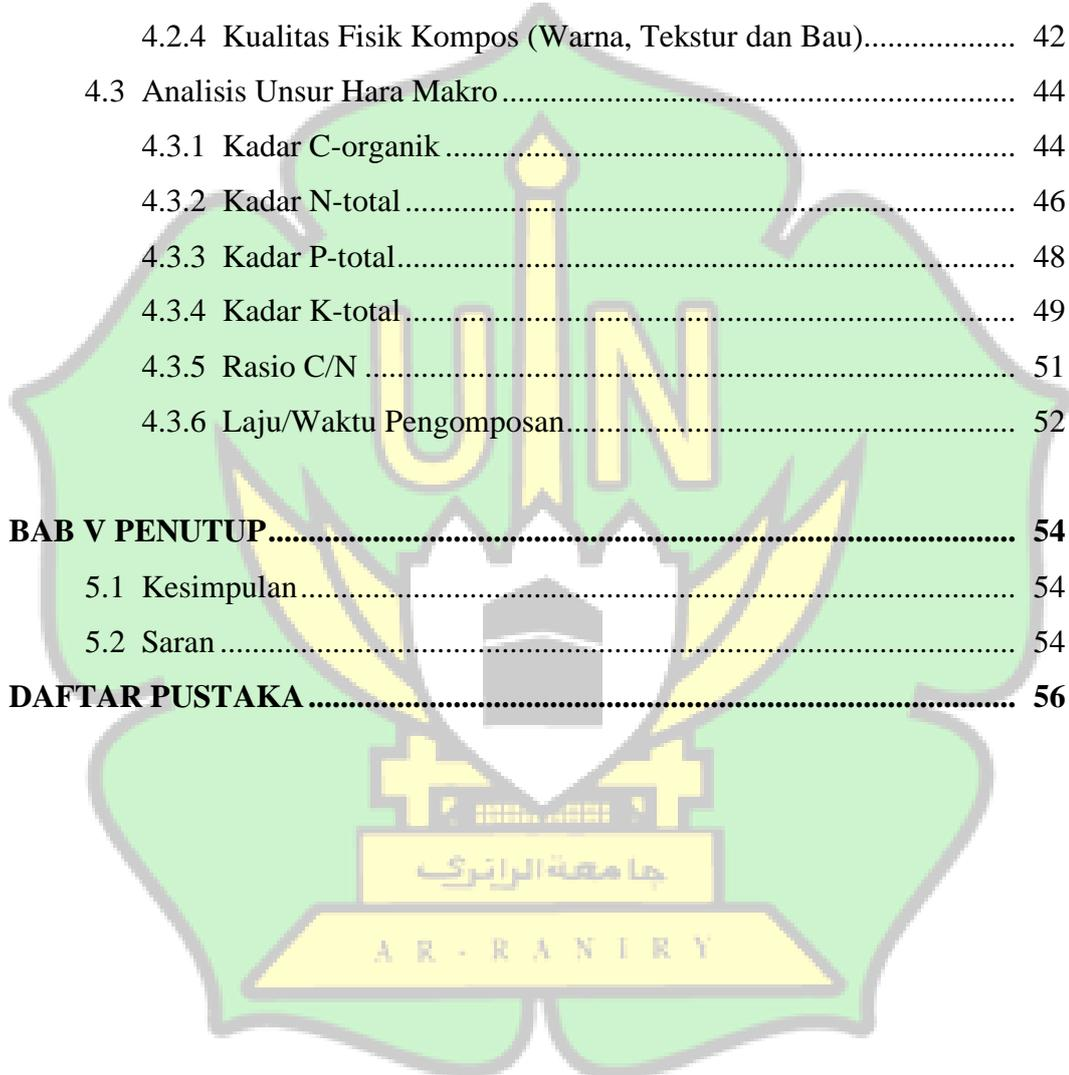 4.2.4 Kualitas Fisik Kompos (Warna, Tekstur dan Bau)................... 42
4.3 Analisis Unsur Hara Makro................................................................. 44
4.3.1 Kadar C-organik........................................................................ 44
4.3.2 Kadar N-total............................................................................. 46
4.3.3 Kadar P-total.............................................................................. 48
4.3.4 Kadar K-total............................................................................. 49
4.3.5 Rasio C/N .................................................................................. 51
4.3.6 Laju/Waktu Pengomposan......................................................... 52
UIN
BAB V PENUTUP............................................................................................... 54
5.1 Kesimpulan........................................................................................... 54
5.2 Saran ..................................................................................................... 54
DAFTAR PUSTAKA .......................................................................................... 56
جامعة الرانري
AR-RANIRY